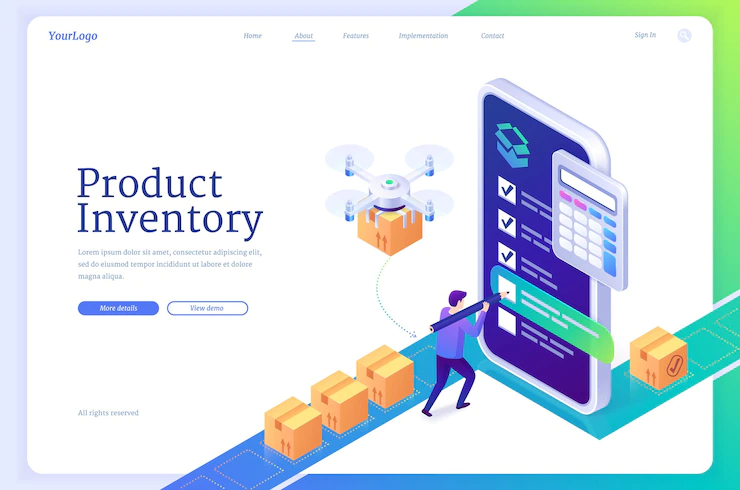 YourLogo
Home
About
Features
Implementation
Contact
Sign In
Product
Inventory
Lorem ipsum dolor sit amet, consectetur adipiscing elit,
sed do eiusmod tempor incididunt ut labore et dolore
magna aliqua.
More details
View demo
All rights reserved